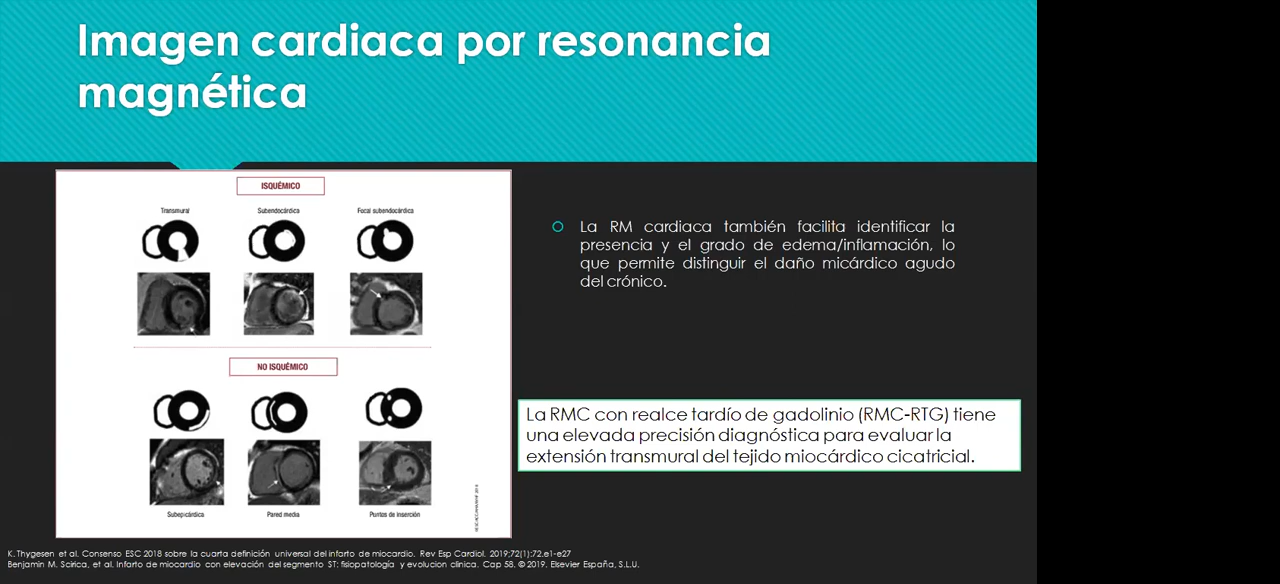 Imagen cardiaca por resonancia
magnética
ISQUÉMICO
Transmural
Subendocárdica
Focal subendocárdica
NO ISQUÉMICO
Subepicárdica
Pared media
Puntos de inserción
La RM cardiaca también facilita identificar la
presencia y el grado de edema/inflamación, lo
que permite distinguir el daño micárdico agudo
del crónico.
La RMC con realce tardío de gadolinio (RMC-RTG) tiene
una elevada precisión diagnóstica para evaluar la
extensión transmural del tejido miocárdico cicatricial.
K. Thygesen et al. Consenso ESC 2018 sobre la cuarta definición universal del infarto de miocardio. Rev Esp Cardiol. 2019;72(1):72.e1-e27
Benjamin M. Scirica, et al. Infarto de miocardio con elevación del segmento ST: fisiopatología y evolucion clinica. Cap 58. © 2019. Elsevier España, S.L.U.